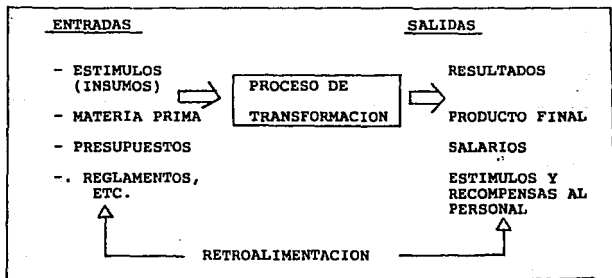 ENTRADAS
SALIDAS
- ESTIMULOS
(INSUMOS)
- MATERIA PRIMA
- PRESUPUESTOS
-. REGLAMENTOS,
ETC.
PROCESO DE
TRANSFORMACION
RESULTADOS
PRODUCTO FINAL
SALARIOS
ESTIMULOS Y
RECOMPENSAS AL
PERSONAL
RETROALIMENTACION